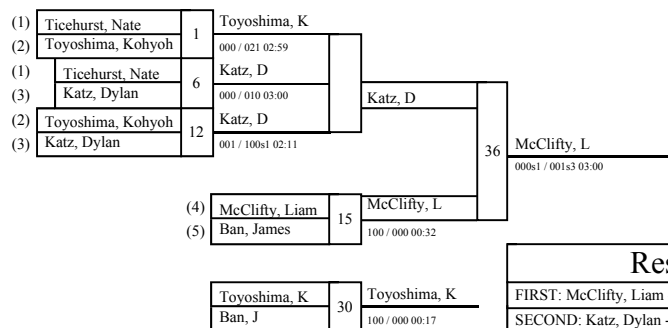 (1) Ticehurst, Nate 1 Toyoshima, K
(2) Toyoshima, Kohyoh 000 / 021 02:59
(1) Ticehurst, Nate 6 Katz, D
(3) Katz, Dylan 000 / 010 03:00
Katz, D
(2) Toyoshima, Kohyoh 12 Katz, D
(3) Katz, Dylan 001 / 100s1 02:11
36 McClifty, L
000s1 / 001s3 03:00
(4) McClifty, Liam 15 McClifty, L
(5) Ban, James 100 / 000 00:32
Toyoshima, K 30 Toyoshima, K
Ban, J 100 / 000 00:17
Res
FIRST: McClifty, Liam
SECOND: Katz, Dylan -